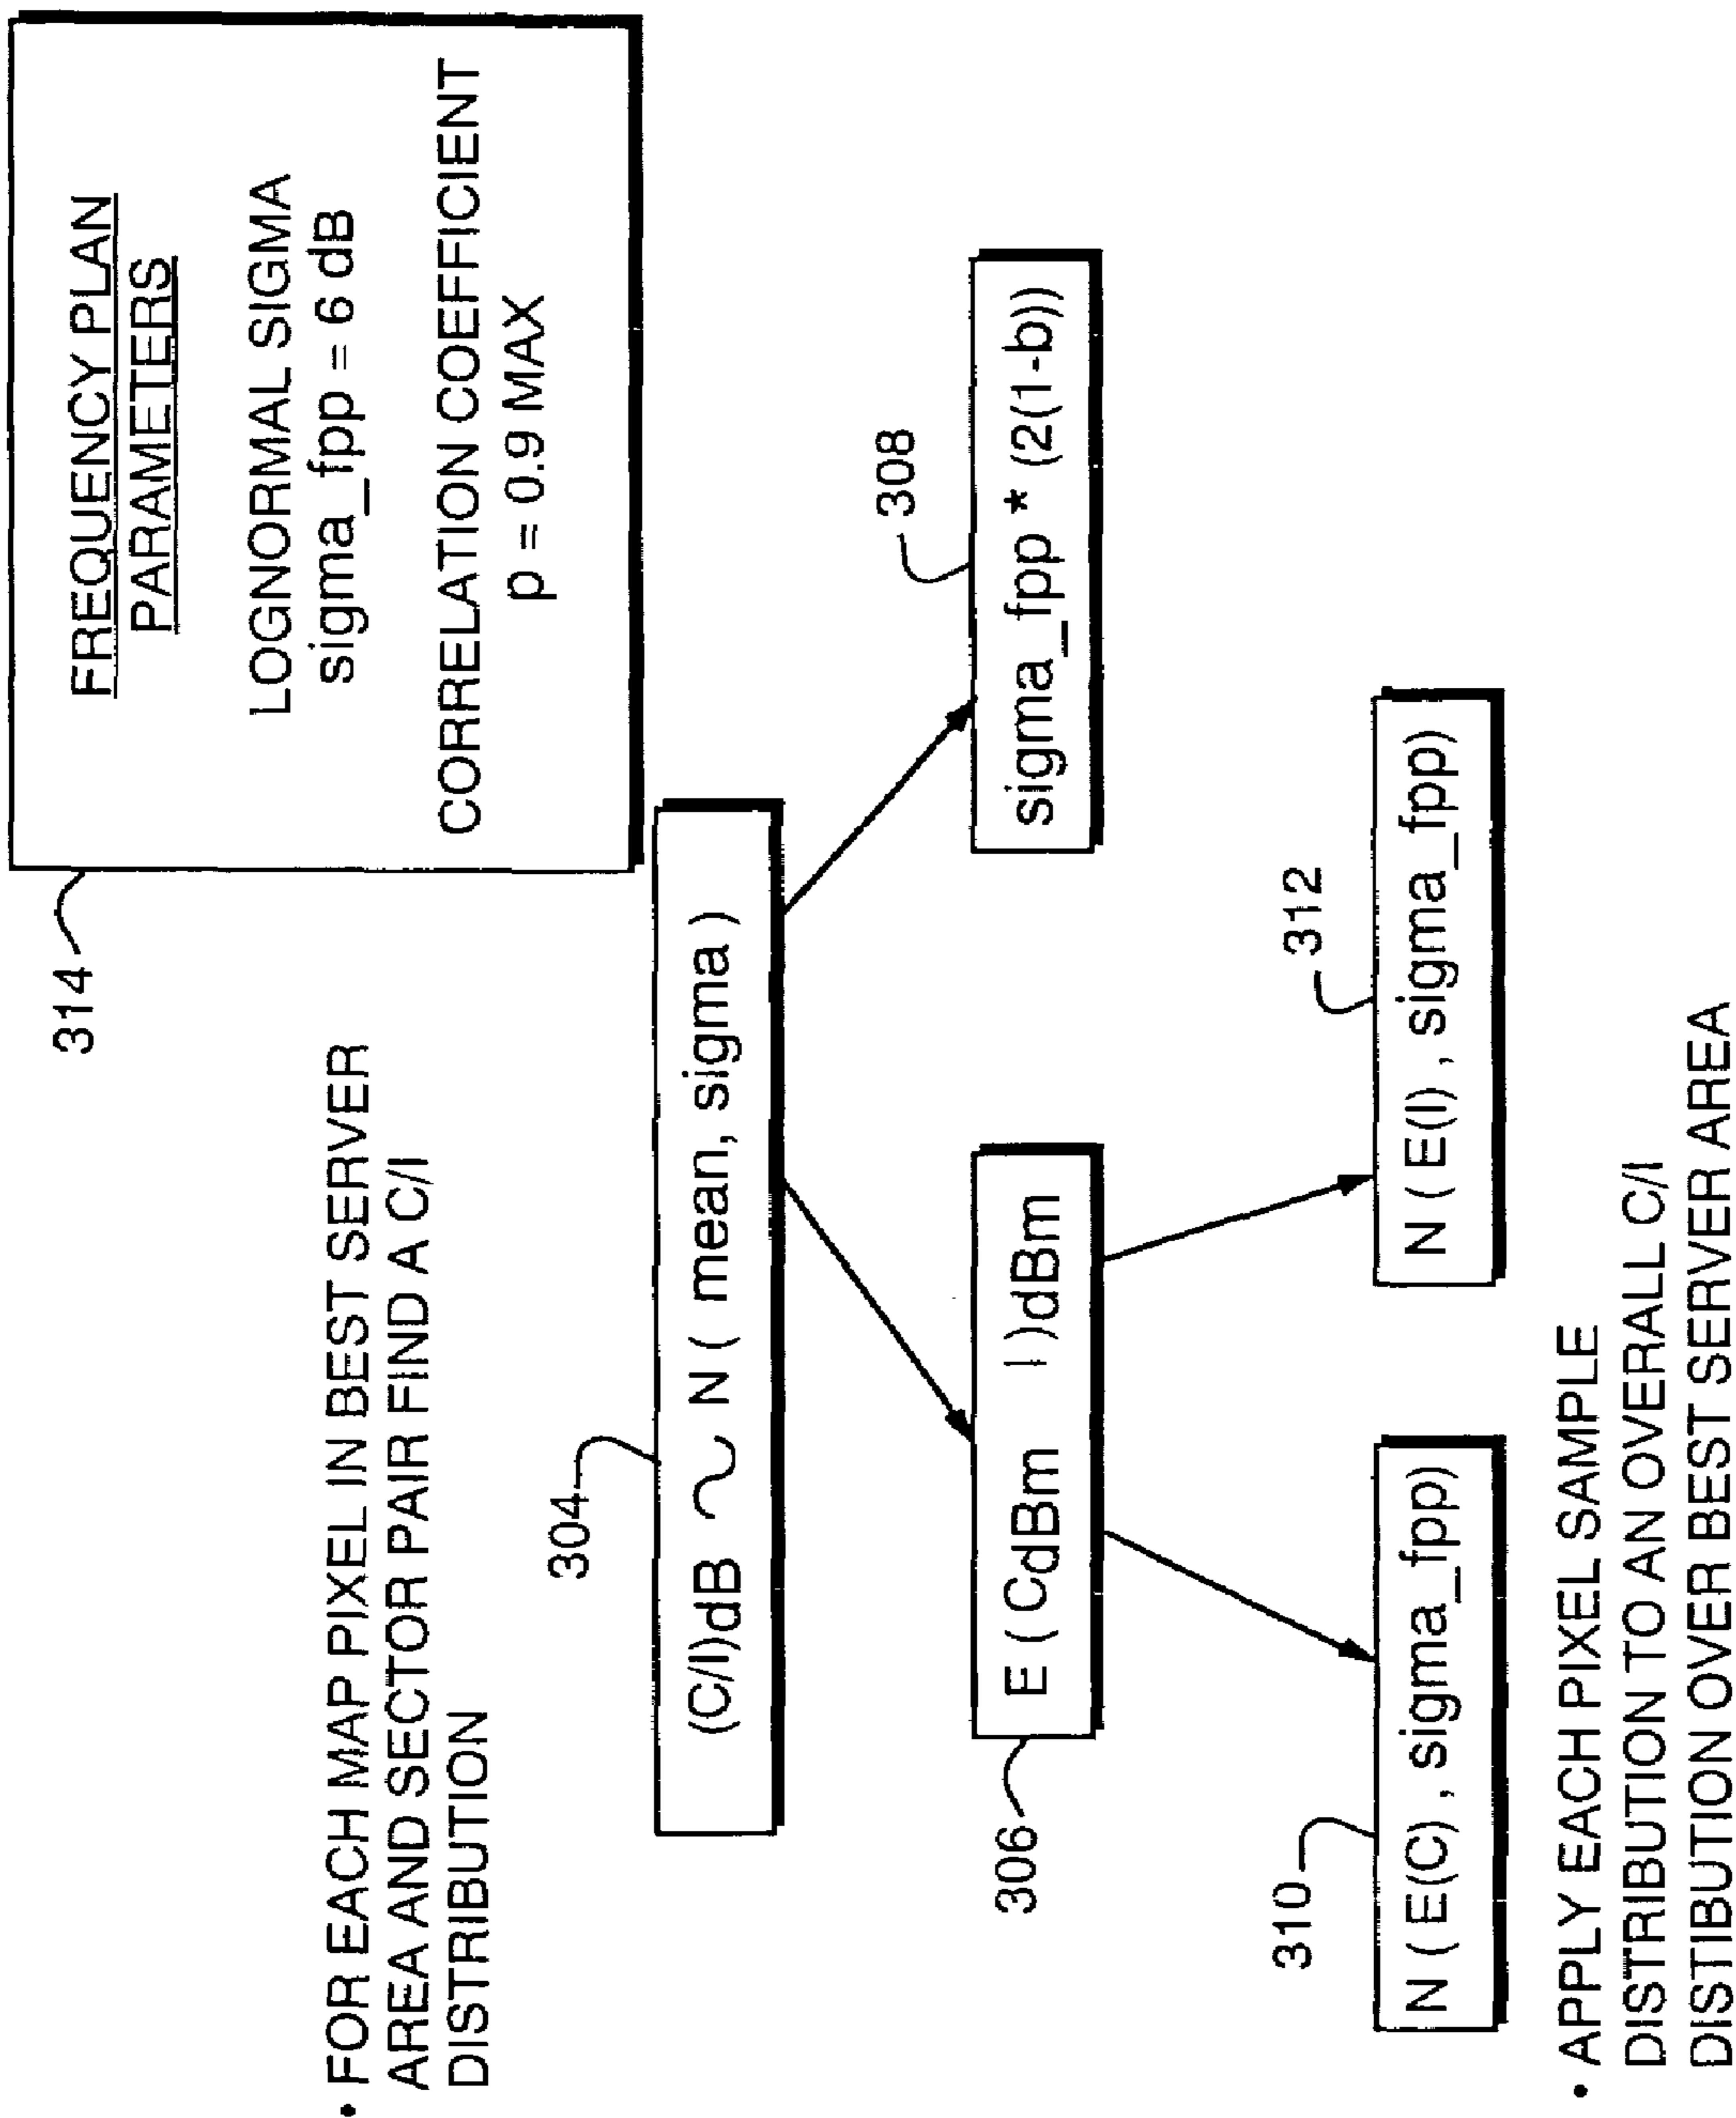 • FOR EACH MAP PIXEL IN BEST SERVER
AREA AND SECTOR PAIR FIND A C/I
DISTRIBUTION
314
FREQUENCY PLAN
PARAMETERS
LOGNORMAL SIGMA
sigma_fpp = 6 dB
CORRELATION COEFFICIENT
p = 0.9 MAX
304
(C/I)dB ~ N ( mean, sigma )
306
E ( CdBm I )dBm
308
sigma_fpp * (2(1-b))
310
N ( E(C) , sigma_fpp)
312
N ( E(I) , sigma_fpp)
• APPLY EACH PIXEL SAMPLE
DISTRIBUTION TO AN OVERALL C/I
DISTIBUTION OVER BEST SERVER AREA